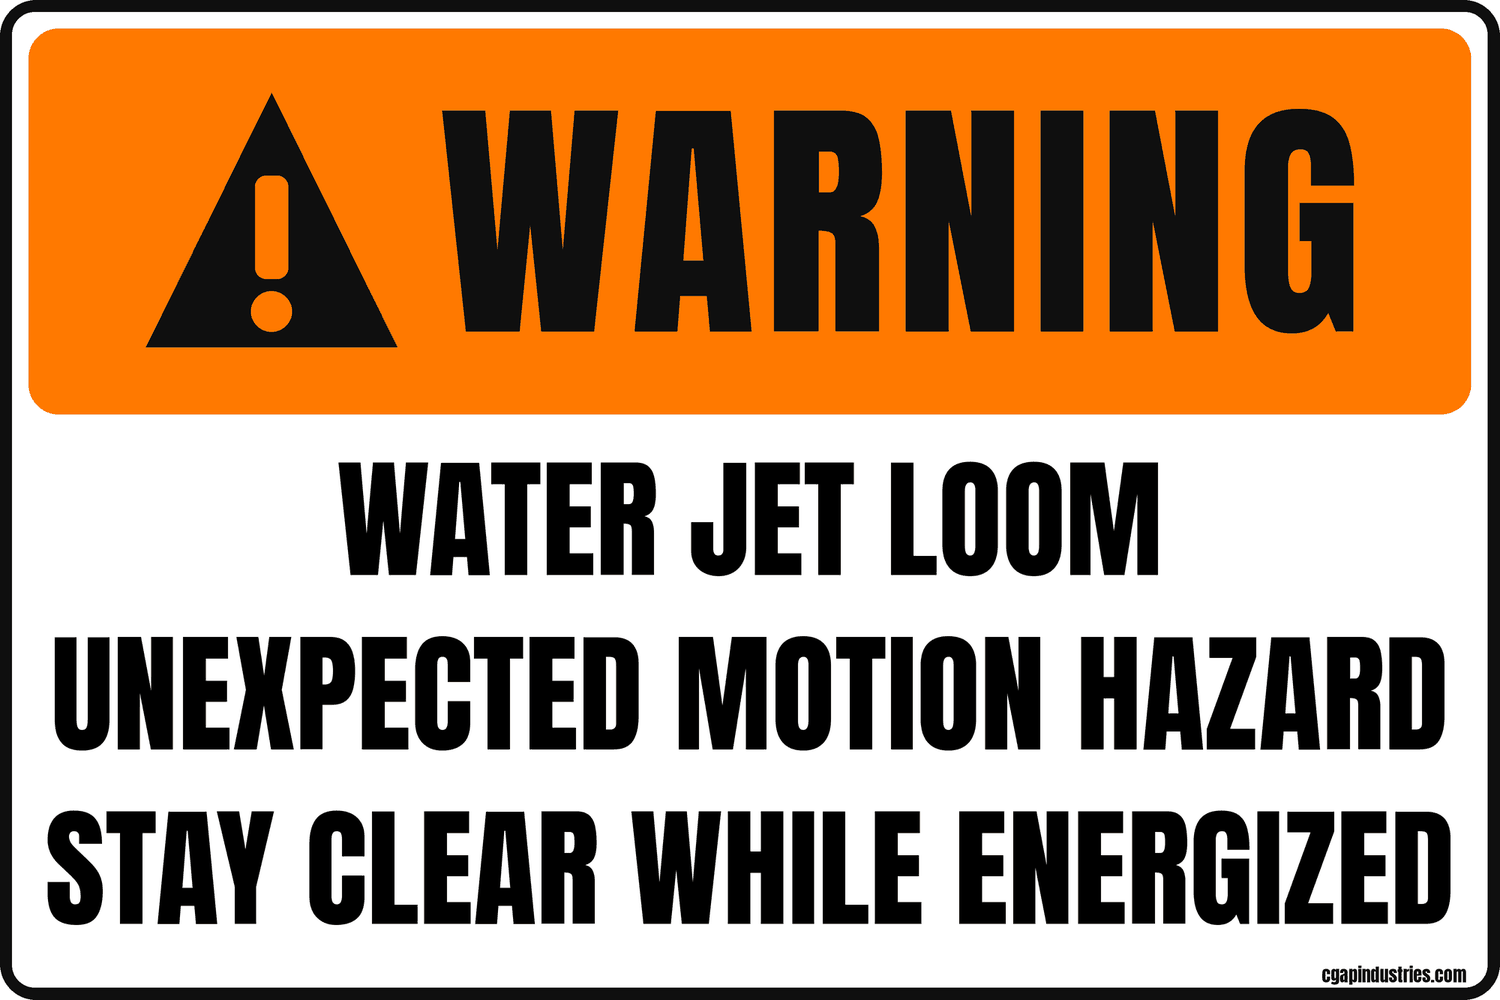 WARNING
WATER JET LOOM
UNEXPECTED MOTION HAZARD
STAY CLEAR WHILE ENERGIZED
cgapindustries.com